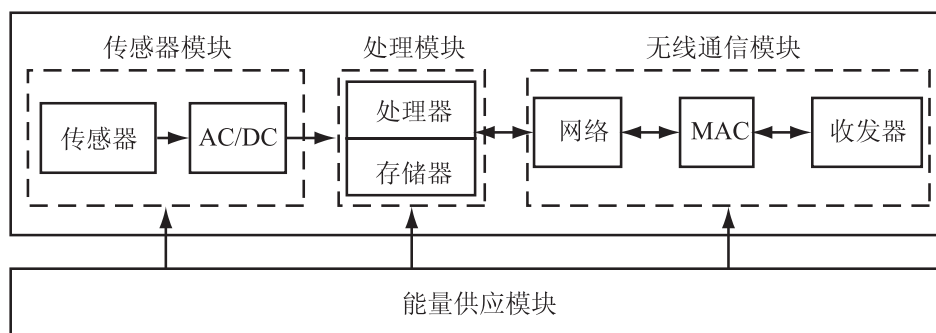 传感器模块
处理模块
无线通信模块
传感器
AC/DC
处理器
存储器
网络
MAC
收发器
能量供应模块